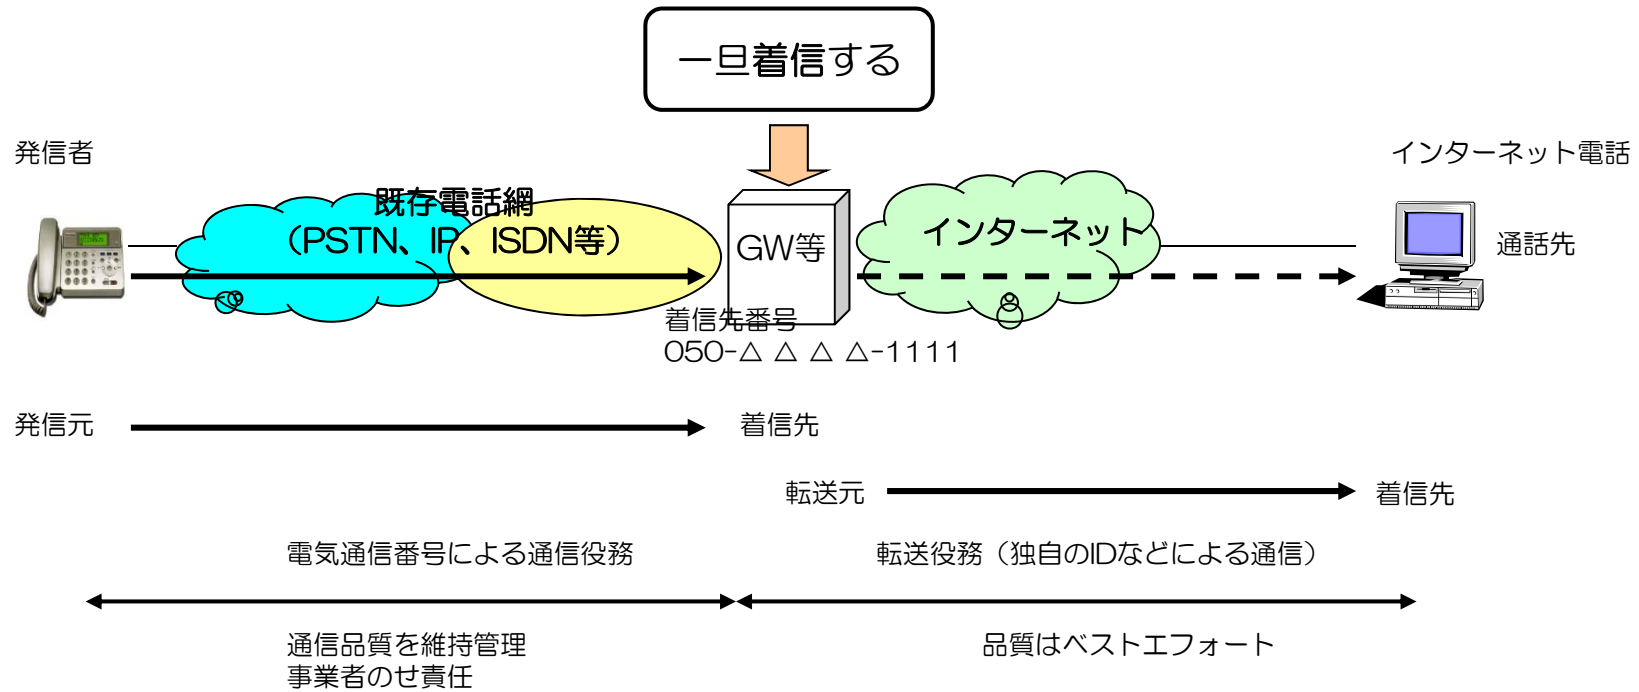 一旦着信する
発信者
インターネット電話
既存電話網
（PSTN、IP、ISDN等）
GW等
インターネット
通話先
着信先番号
050-△△△△-1111
発信元
着信先
転送元
着信先
電気通信番号による通信役務
転送役務（独自のIDなどによる通信）
通信品質を維持管理
事業者のせ責任
品質はベストエフォート